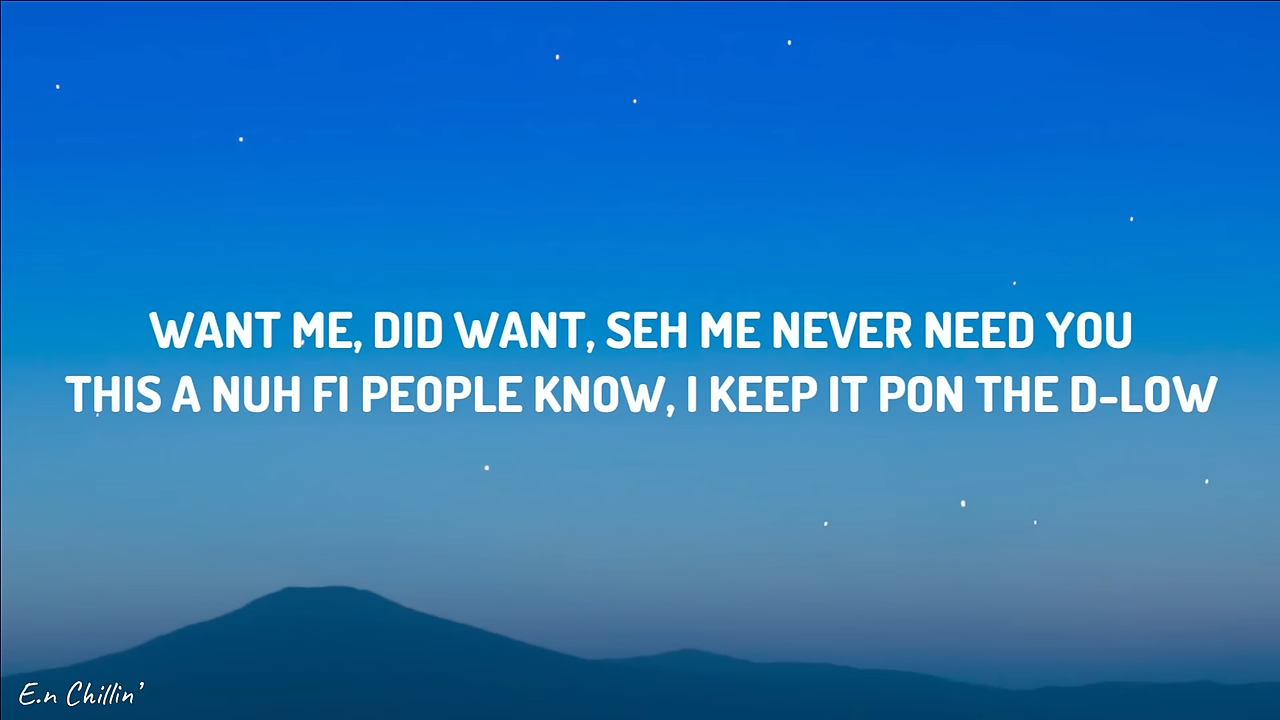 WANT ME, DID WANT, SEH ME NEVER NEED YOU
THIS A NUH FI PEOPLE KNOW, I KEEP IT PON THE D-LOW
E.n Chillin'